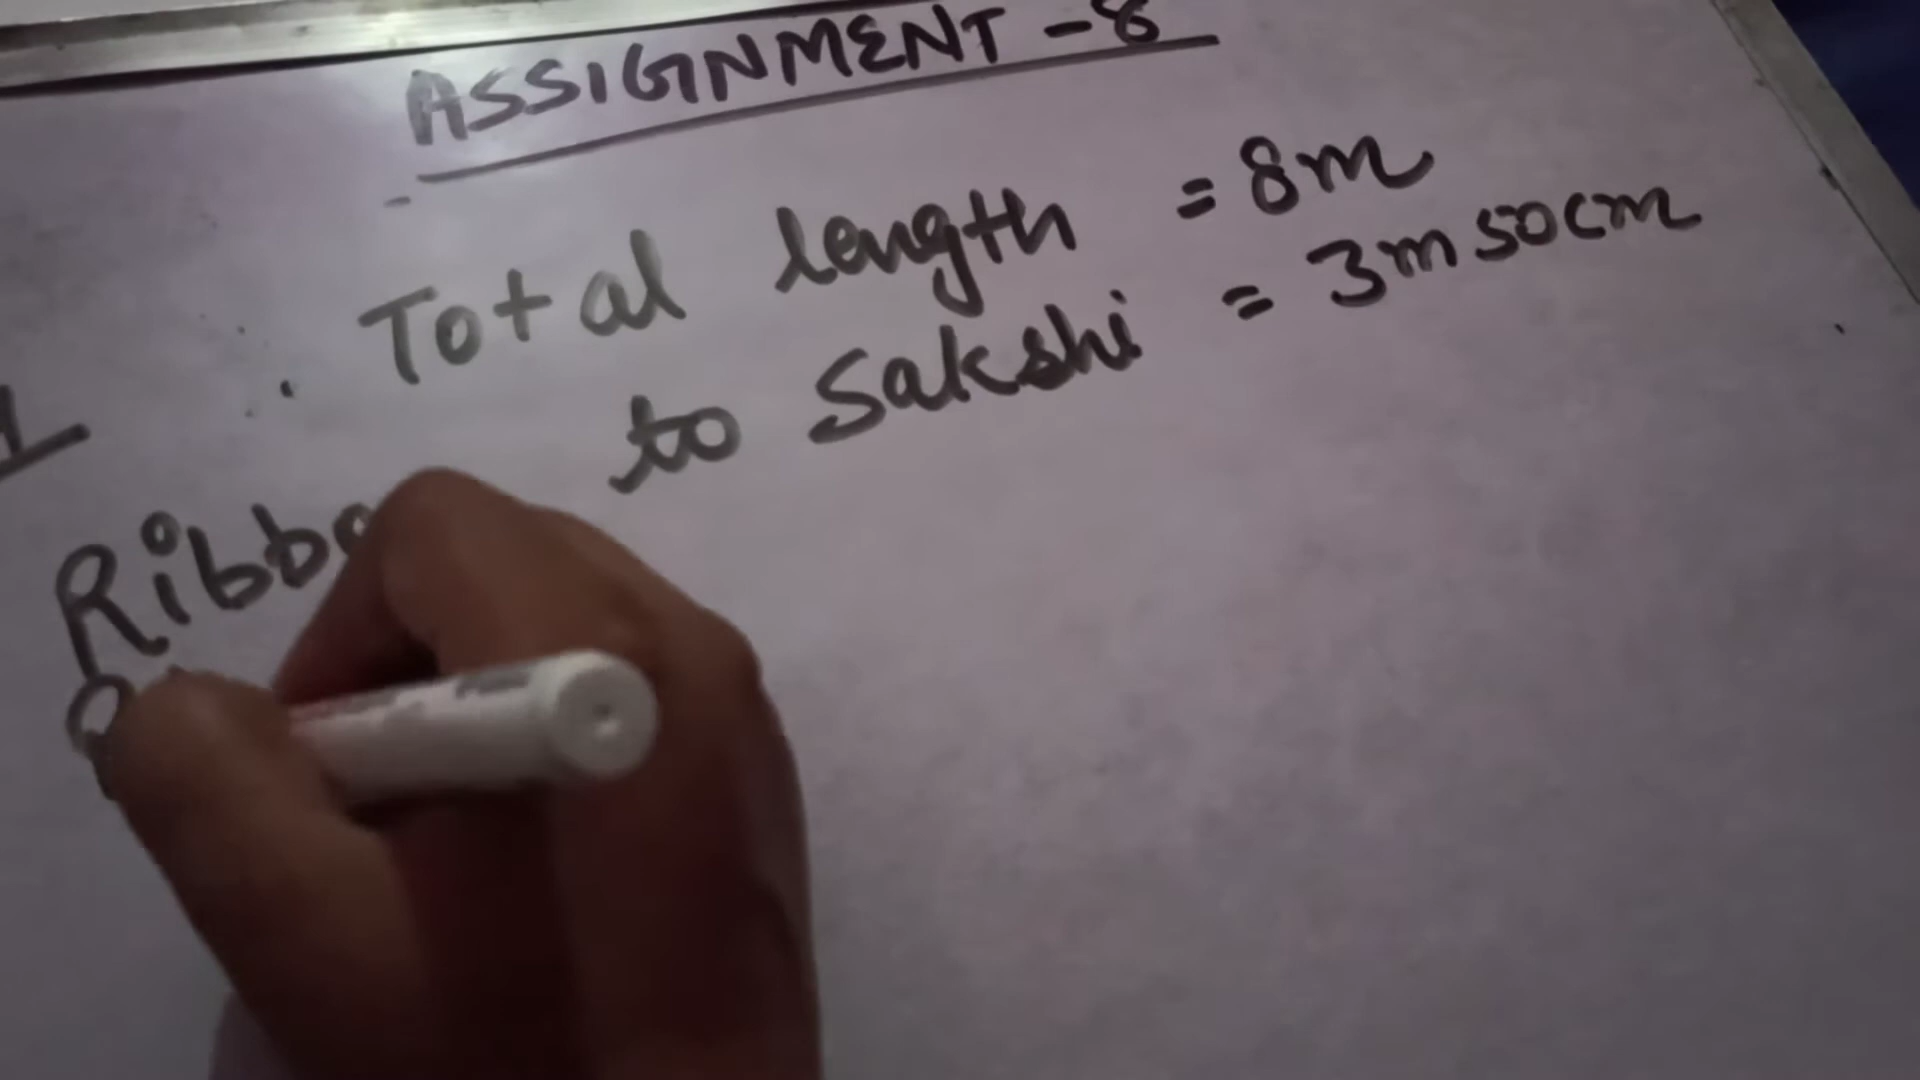 ASSIGNMENT - 8
Total length = 8m
to Sakshi = 3m 50cm